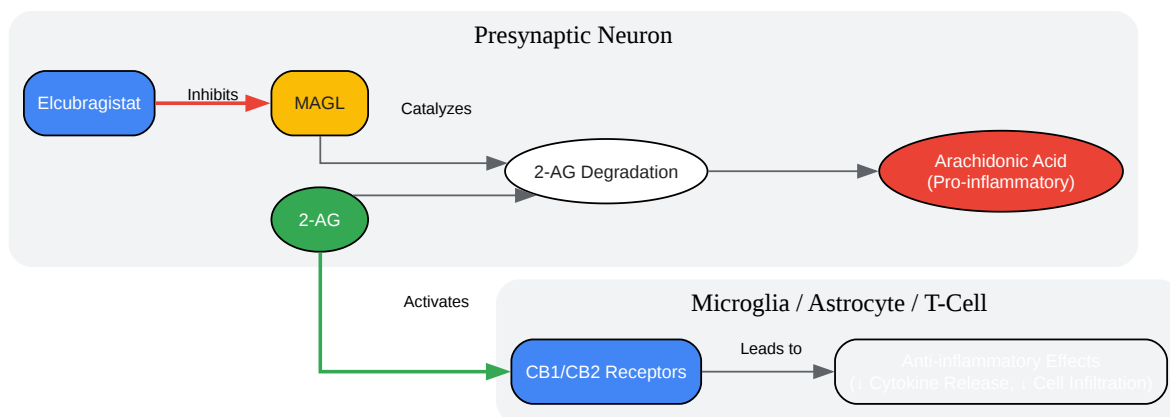 Presynaptic Neuron
Elcubragistat
Inhibits
MAGL
Catalyzes
2-AG Degradation
Arachidonic Acid
(Pro-inflammatory)
2-AG
Activates
Microglia / Astrocyte / T-Cell
CB1/CB2 Receptors
Leads to
Anti-inflammatory Effects
(↓ Cytokine Release, ↓ Cell Infiltration)